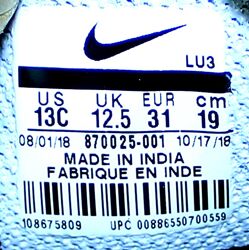 LU3
US UK EUR cm
13C 12.5 31 19
08/01/18 870025-001 10/17/18
MADE IN INDIA
FABRIQUE EN INDE
108675809 UPC 00886550700559